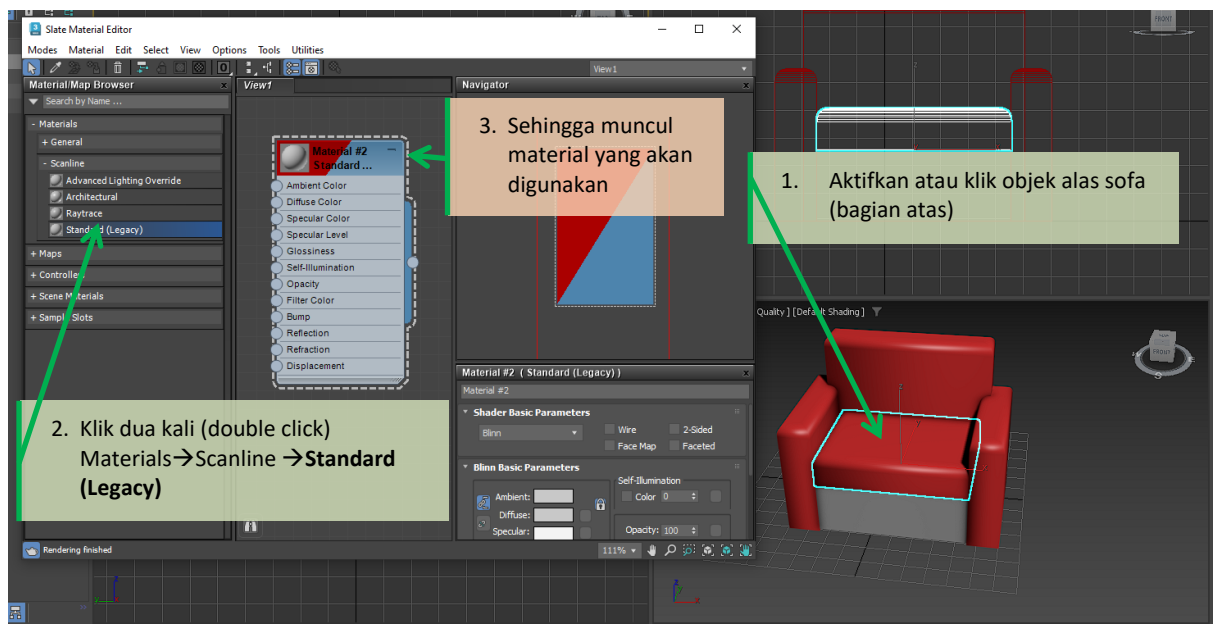 Slate Material Editor
Modes Material Edit Select View Options Tools Utilities
View1
Material/Map Browser x
Search by Name ...
- Materials
+ General
- Scanline
Advanced Lighting Override
Architectural
Raytrace
Standard (Legacy)
+ Maps
+ Controllers
+ Scene Materials
+ Sample Slots
View1
Material #2
Standard ...
Ambient Color
Diffuse Color
Specular Color
Specular Level
Glossiness
Self-Illumination
Opacity
Filter Color
Bump
Reflection
Refraction
Displacement
Navigator x
3. Sehingga muncul
material yang akan
digunakan
1. Aktifkan atau klik objek alas sofa
(bagian atas)
2. Klik dua kali (double click)
Materials→Scanline →Standard
(Legacy)
Material #2 ( Standard (Legacy) ) x
Material #2
Shader Basic Parameters
Blinn
Wire 2-Sided
Face Map Faceted
Blinn Basic Parameters
Self-Illumination
Ambient: Color 0
Diffuse:
Specular: Opacity: 100
Rendering finished
111%
FRONT
Quality ] [Default Shading ]
FRONT
S
z
y
x
z
y
x
z